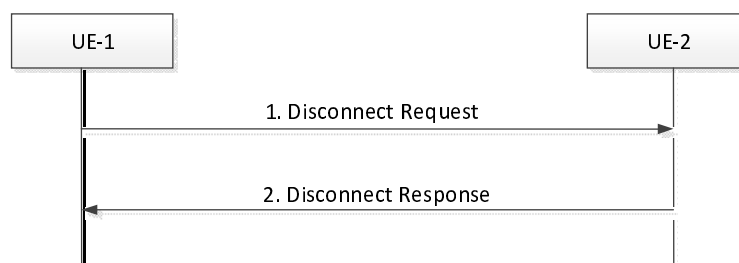 UE-1
UE-2
1. Disconnect Request
2. Disconnect Response